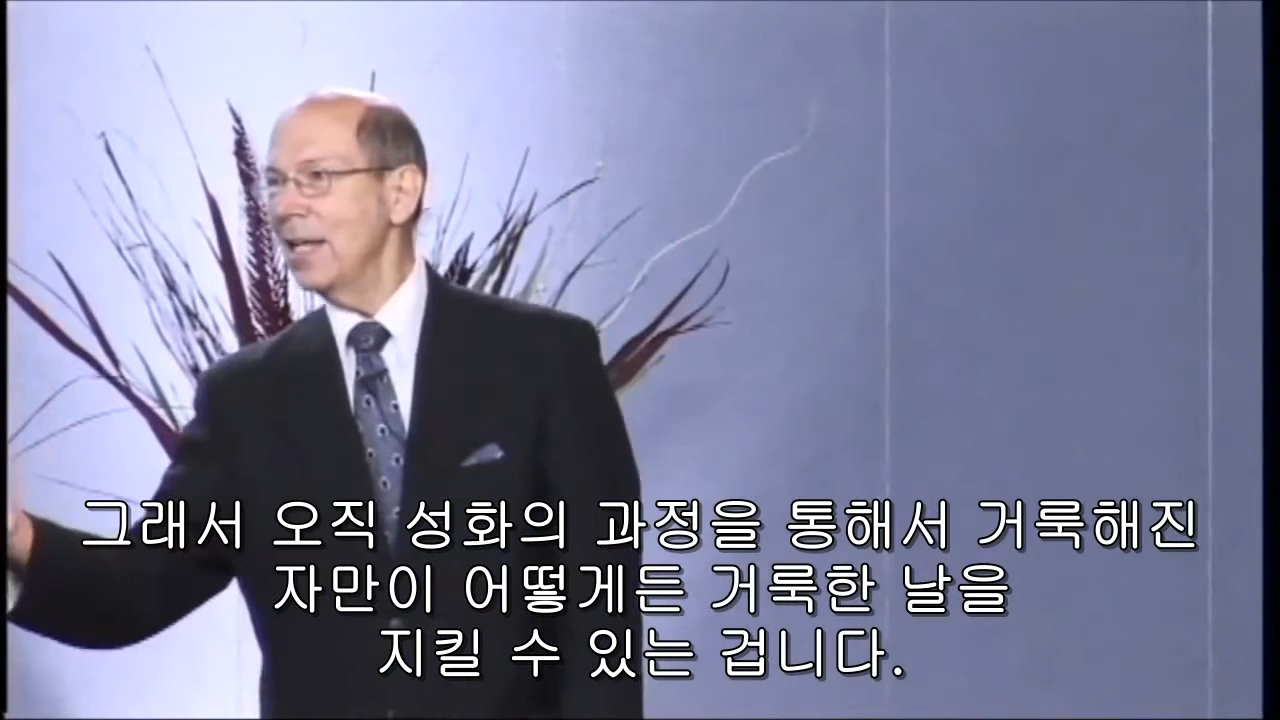 그래서 오직 성화의 과정을 통해서 거룩해진
자만이 어떻게든 거룩한 날을
지킬 수 있는 겁니다.